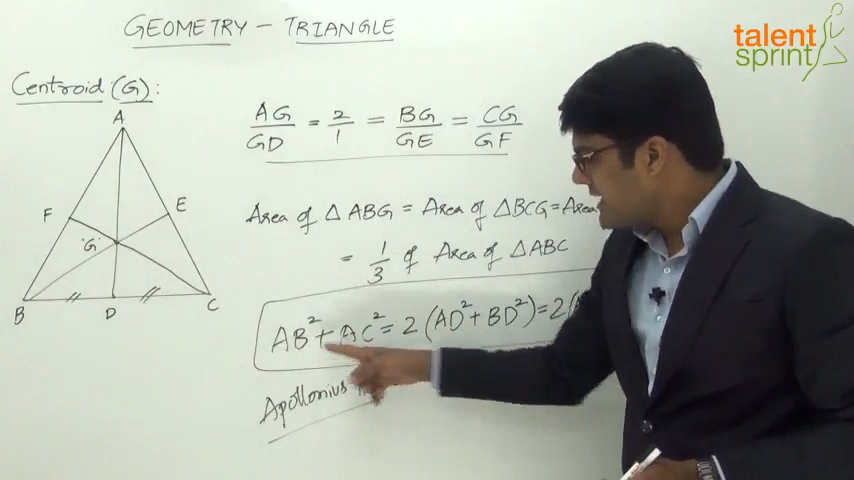 GEOMETRY - TRIANGLE
talent
sprint
Centroid (G):
A
F
E
'G'
B
D
C
AG/GD = 2/1 = BG/GE = CG/GF
Area of △ ABG = Area of △BCG = Area
= 1/3 of Area of △ABC
AB² + AC² = 2 (AD² + BD²) = 2(
Apollonius